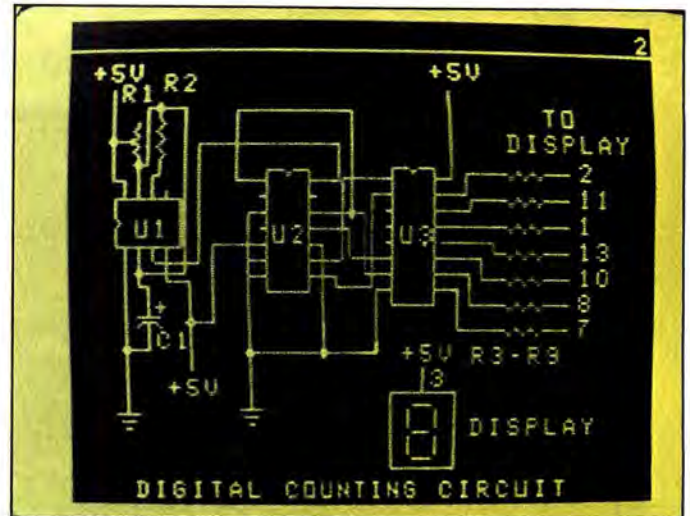 2
+5V
R1 R2
+5V
TO
DISPLAY
2
11
1
13
10
8
7
U1
U2
U3
+
C1
+5V
+5V R3-R9
3
DISPLAY
DIGITAL COUNTING CIRCUIT